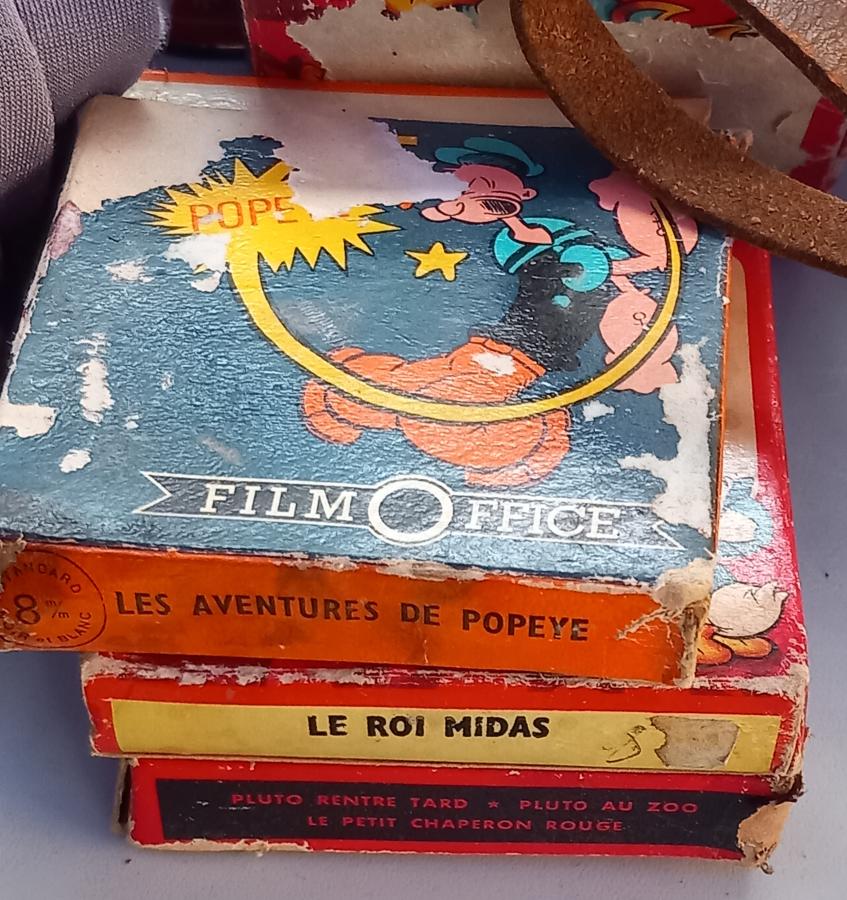 POPE
FILM OFFICE
STANDARD
8 m/m
et BLANC
LES AVENTURES DE POPEYE
LE ROI MIDAS
PLUTO RENTRE TARD ★ PLUTO AU ZOO
LE PETIT CHAPERON ROUGE